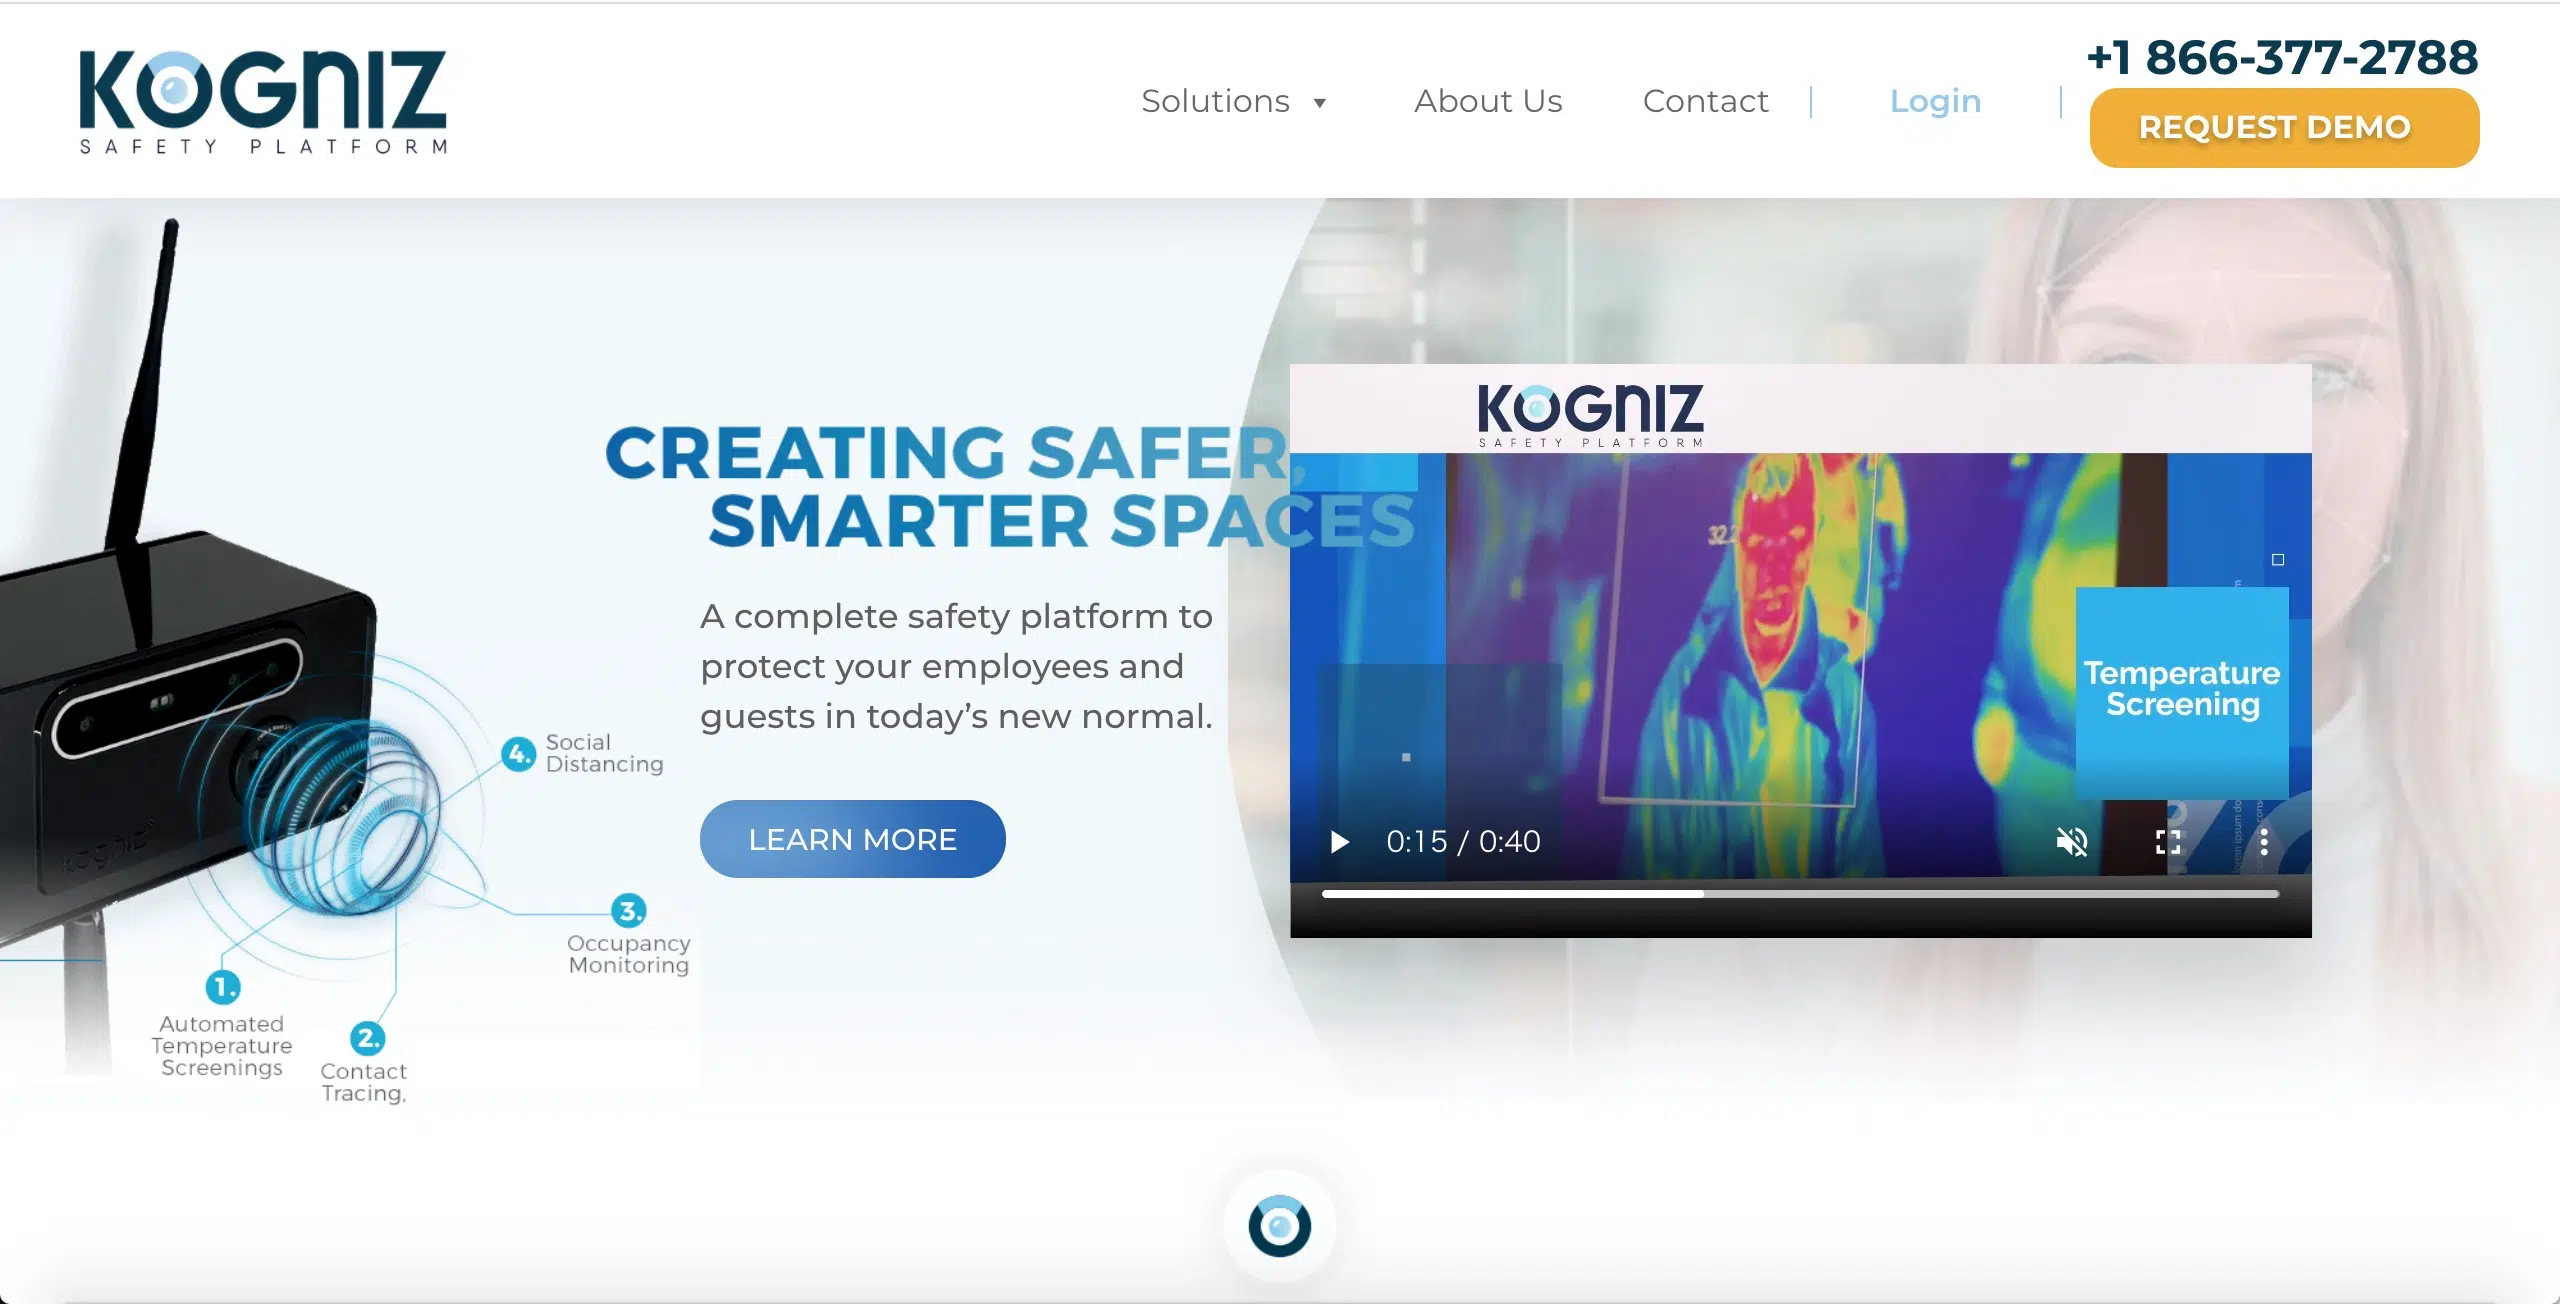 KOGNIZ
SAFETY PLATFORM
Solutions
About Us
Contact
Login
+1 866-377-2788
REQUEST DEMO
CREATING SAFER,
SMARTER SPACES
A complete safety platform to
protect your employees and
guests in today’s new normal.
LEARN MORE
KOGNIZ
4. Social
Distancing
3.
Occupancy
Monitoring
1.
Automated
Temperature
Screenings
2.
Contact
Tracing,
KOGNIZ
SAFETY PLATFORM
32.2
Temperature
Screening
0:15 / 0:40